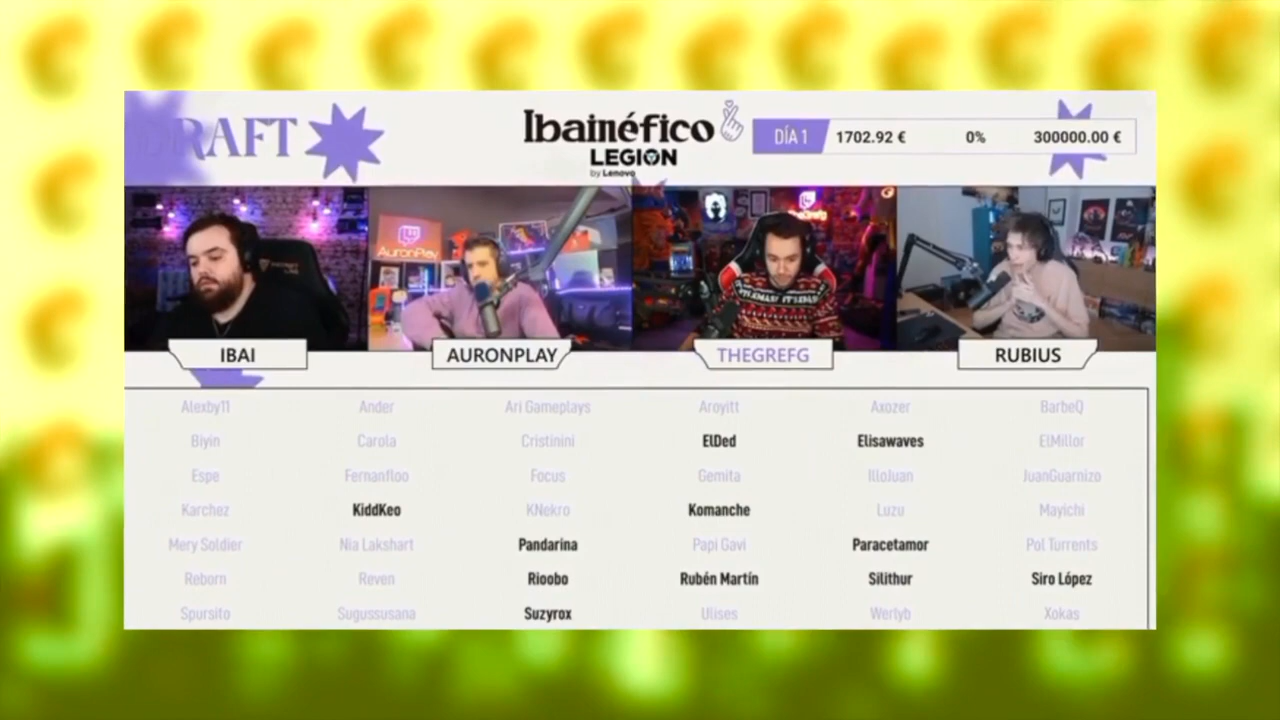 DRAFT
Ibainéfico
LEGION
by Lenovo
DÍA 1 1702.92 € 0% 300000.00 €
AuronPlay
TheGrefg
IBAI AURONPLAY THEGREFG RUBIUS
Alexby11 Ander Ari Gameplays Aroyitt Axozer BarbeQ
Biyin Carola Cristinini ElDed Elisawaves ElMillor
Espe Fernanfloo Focus Gemita IlloJuan JuanGuarnizo
Karchez KiddKeo KNekro Komanche Luzu Mayichi
Mery Soldier Nia Lakshart Pandarina Papi Gavi Paracetamor Pol Turrents
Reborn Reven Rioobo Rubén Martín Silithur Siro López
Spursito Sugussusana Suzyrox Ulises Werlyb Xokas